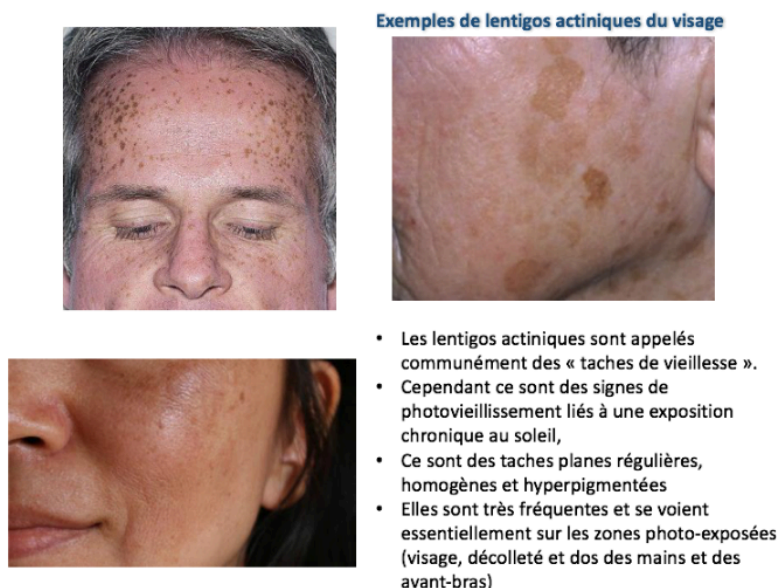 Exemples de lentigos actiniques du visage
• Les lentigos actiniques sont appelés
communément des « taches de vieillesse ».
• Cependant ce sont des signes de
photovieillissement liés à une exposition
chronique au soleil,
• Ce sont des taches planes régulières,
homogènes et hyperpigmentées
• Elles sont très fréquentes et se voient
essentiellement sur les zones photo-exposées
(visage, décolleté et dos des mains et des
avant-bras)